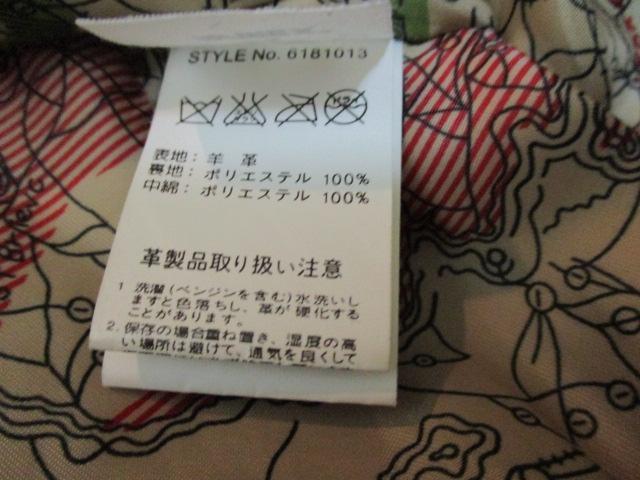 STYLE No. 6181013
表地：羊 革
裏地：ポリエステル 100%
中綿：ポリエステル 100%
革製品取り扱い注意
1. 洗濯(ベンジンを含む)水洗いし
ますと色落ちし、革が硬化する
ことがあります。
2. 保存の場合重ね置き、湿度の高
い場所は避けて、通気を良くして